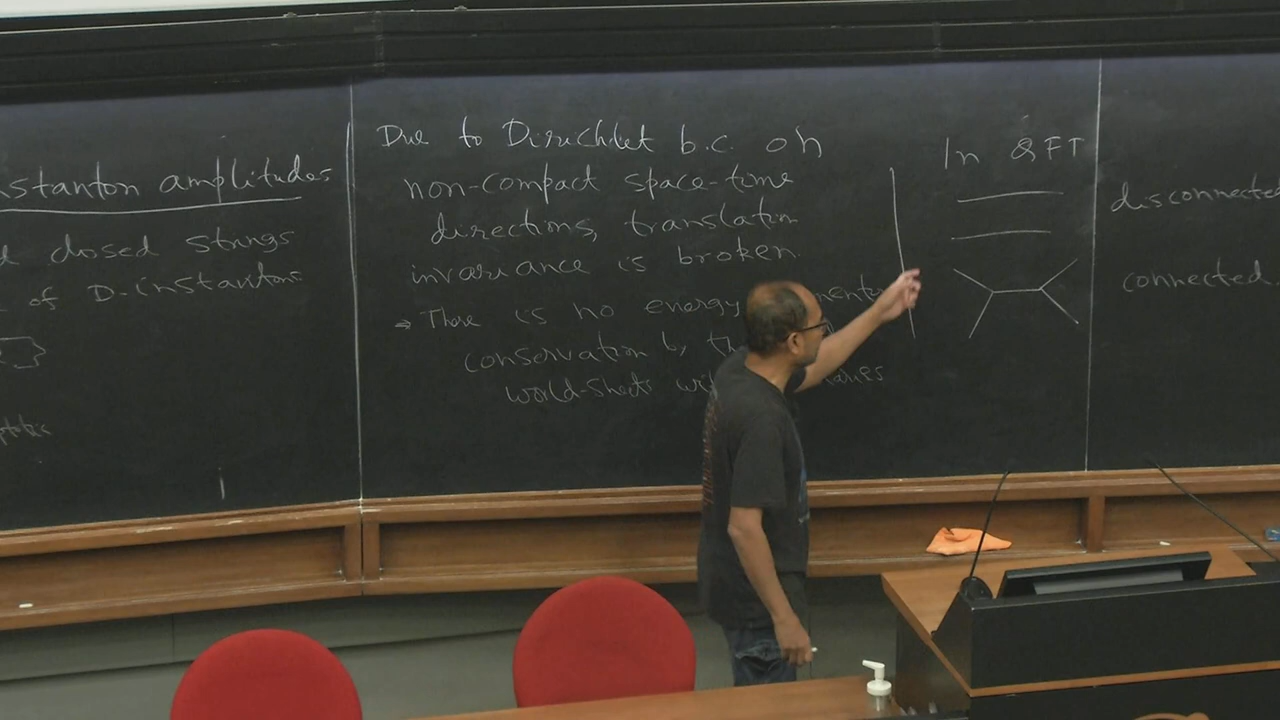 nstanton amplitudes
closed strings
of D-instantons
Due to Dirichlet b.c. on
non-compact space-time
directions, translation
invariance is broken.
⇒ There is no energy
conservation by
world-sheets
In QFT
disconnected
connected.